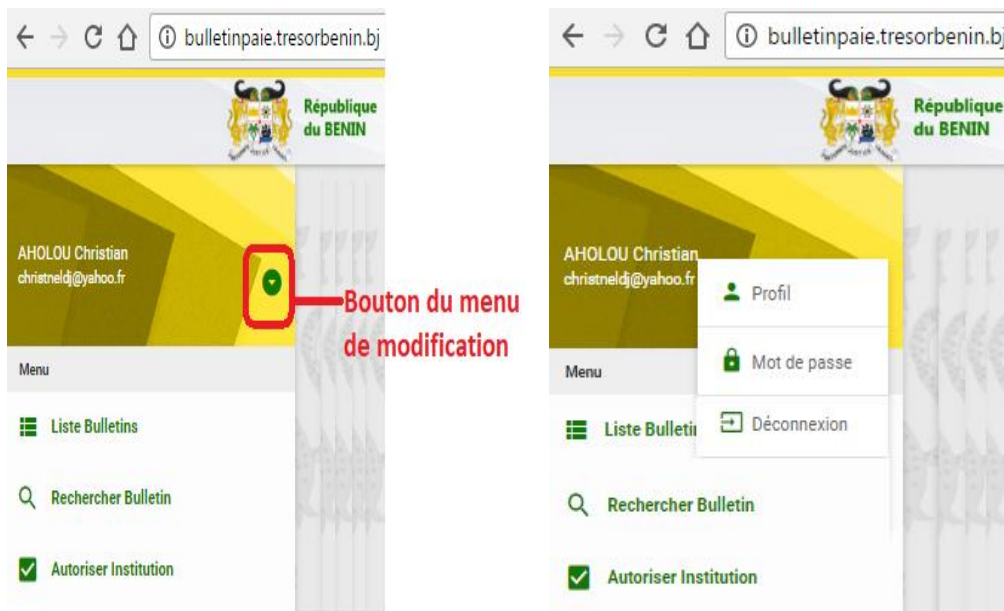 bulletinpaie.tresorbenin.bj
République
du BENIN
AHOLOU Christian
christneldj@yahoo.fr
Menu
Liste Bulletins
Rechercher Bulletin
Autoriser Institution
Bouton du menu
de modification
bulletinpaie.tresorbenin.bj
République
du BENIN
AHOLOU Christian
christneldj@yahoo.fr
Profil
Mot de passe
Déconnexion
Menu
Liste Bulleti
Rechercher Bulletin
Autoriser Institution